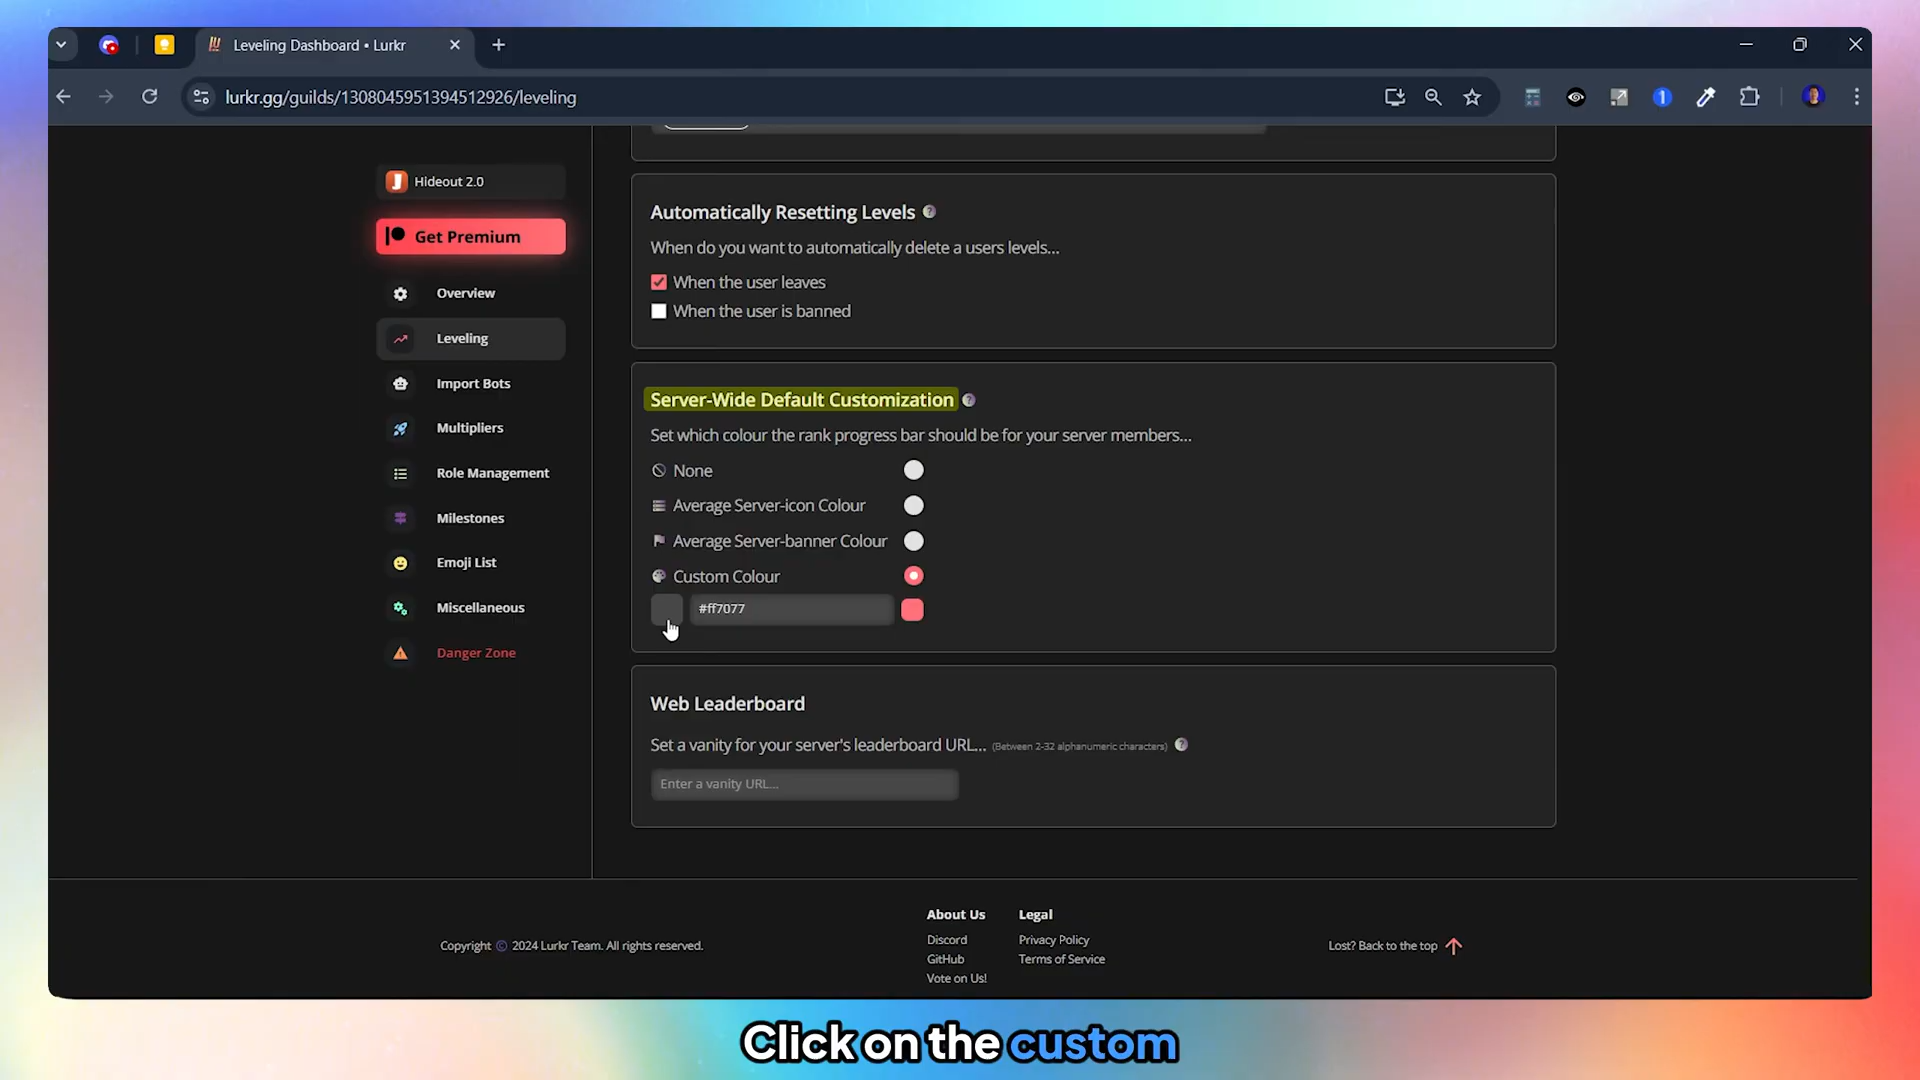 Leveling Dashboard • Lurkr
lurkr.gg/guilds/1308045951394512926/leveling
Hideout 2.0
Get Premium
Overview
Leveling
Import Bots
Multipliers
Role Management
Milestones
Emoji List
Miscellaneous
Danger Zone
Automatically Resetting Levels
When do you want to automatically delete a users levels...
When the user leaves
When the user is banned
Server-Wide Default Customization
Set which colour the rank progress bar should be for your server members...
None
Average Server-icon Colour
Average Server-banner Colour
Custom Colour
#ff7077
Web Leaderboard
Set a vanity for your server's leaderboard URL... (Between 2-32 alphanumeric characters)
Enter a vanity URL...
Copyright © 2024 Lurkr Team. All rights reserved.
About Us
Discord
GitHub
Vote on Us!
Legal
Privacy Policy
Terms of Service
Lost? Back to the top
Click on the custom